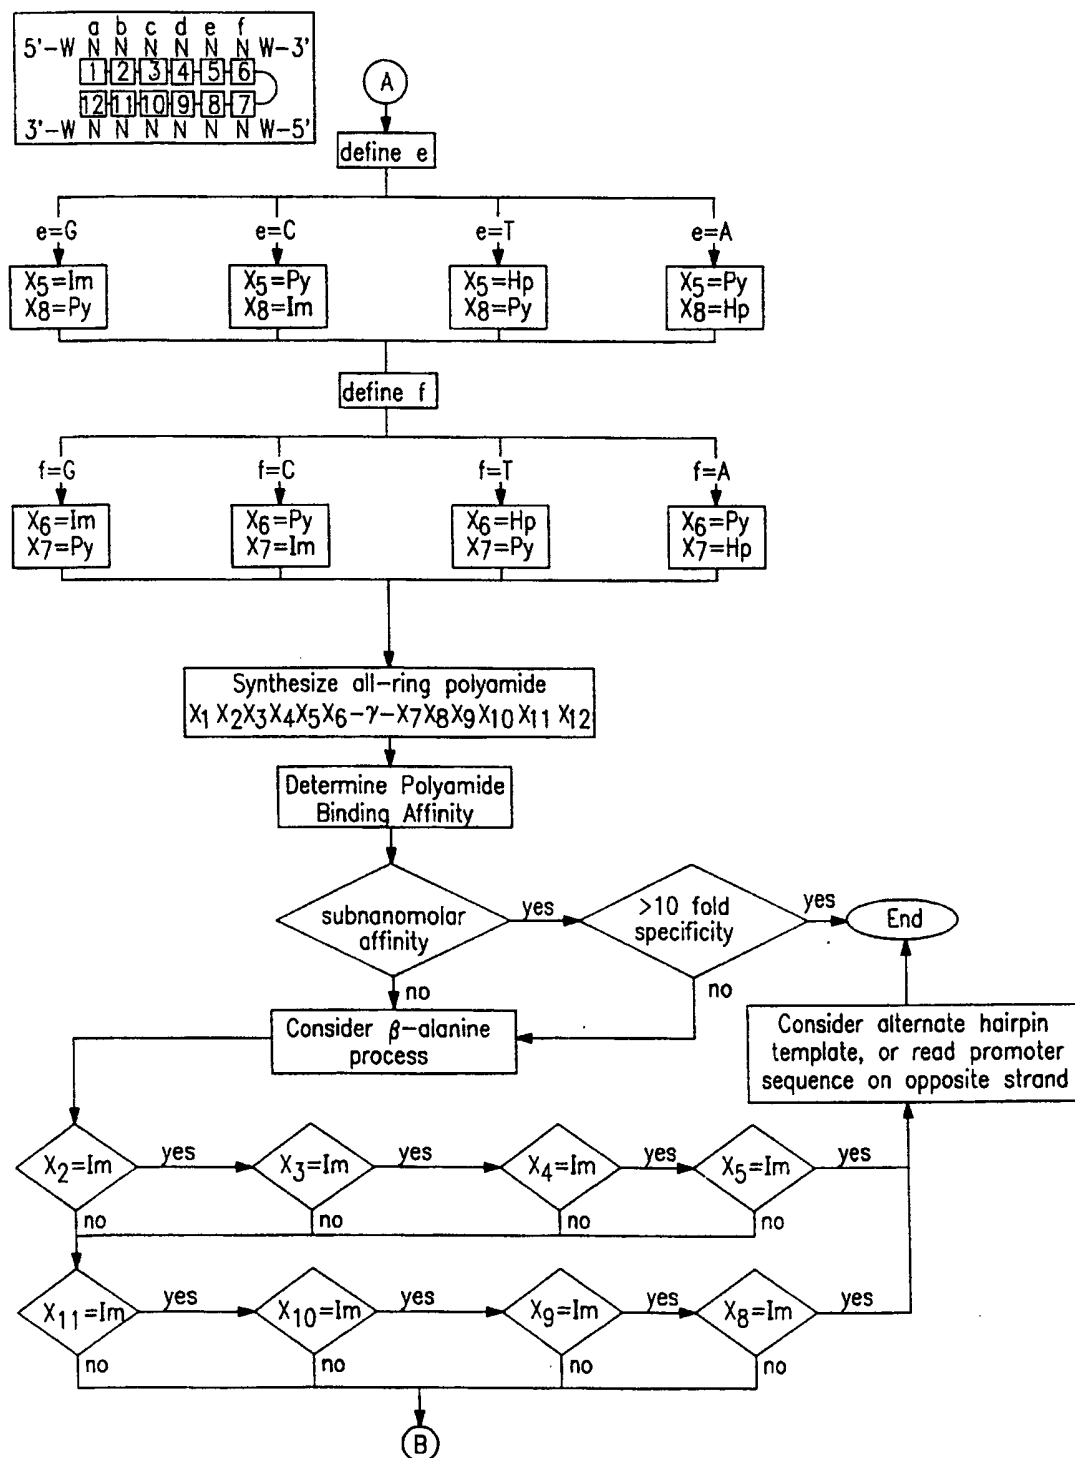 a b c d e f
5'-W N N N N N N W-3'
1 2 3 4 5 6
12 11 10 9 8 7
3'-W N N N N N N W-5'
A
define e
e=G e=C e=T e=A
X5=Im X5=Py X5=Hp X5=Py
X8=Py X8=Im X8=Py X8=Hp
define f
f=G f=C f=T f=A
X6=Im X6=Py X6=Hp X6=Py
X7=Py X7=Im X7=Py X7=Hp
Synthesize all-ring polyamide
X1 X2X3X4X5X6-γ-X7X8X9X10X11 X12
Determine Polyamide
Binding Affinity
subnanomolar
affinity
yes
>10 fold
specificity
yes
End
no
no
Consider β-alanine
process
Consider alternate hairpin
template, or read promoter
sequence on opposite strand
X2=Im yes X3=Im yes X4=Im yes X5=Im yes
no no no no
X11=Im yes X10=Im yes X9=Im yes X8=Im yes
no no no no
B